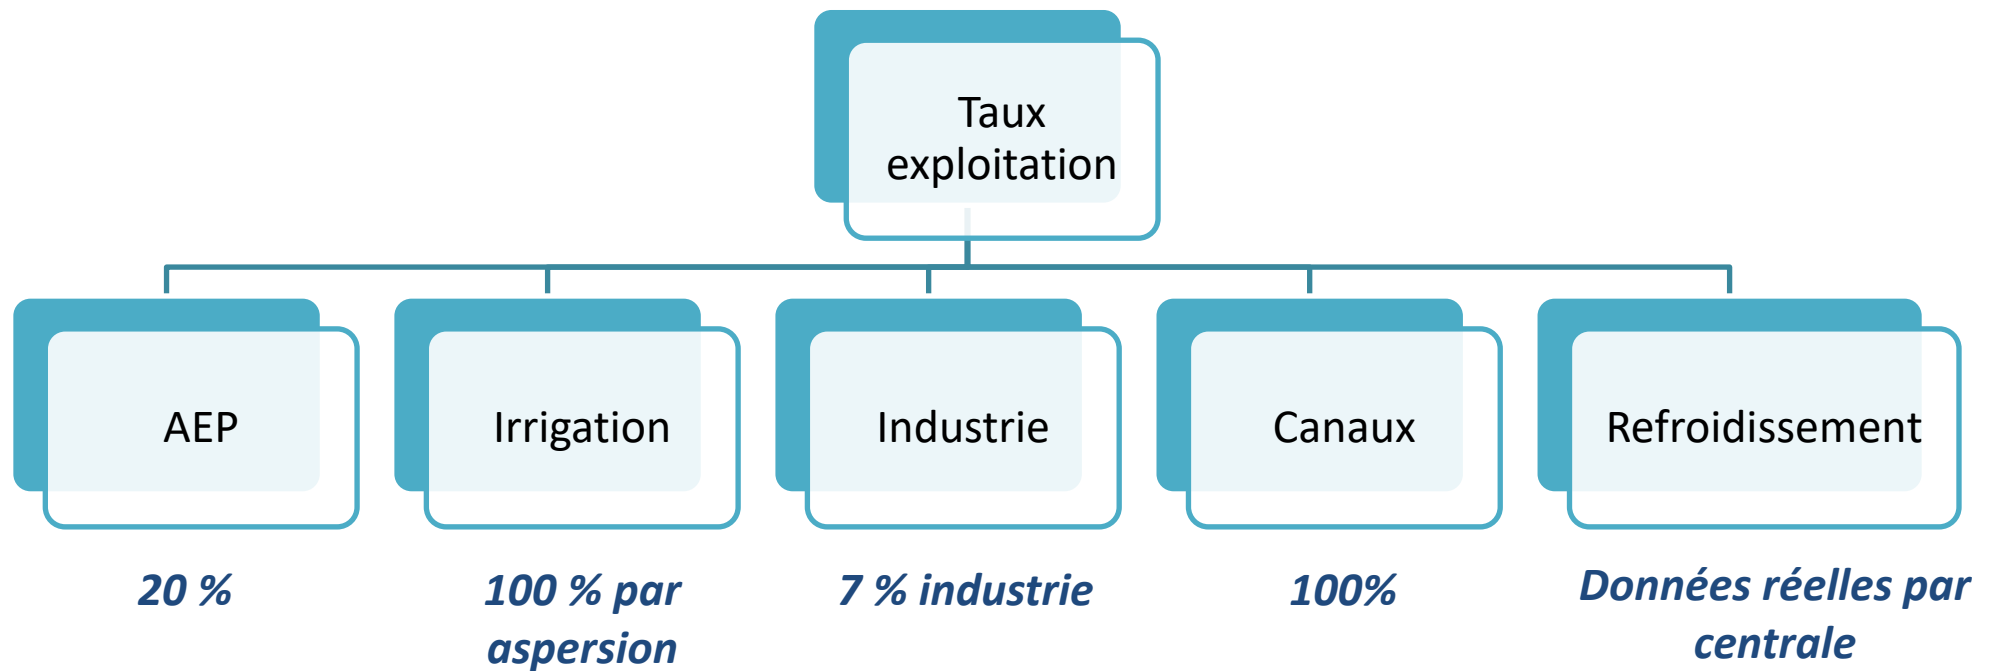 Taux
exploitation
AEP
Irrigation
Industrie
Canaux
Refroidissement
20 %
100 % par
aspersion
7 % industrie
100%
Données réelles par
centrale